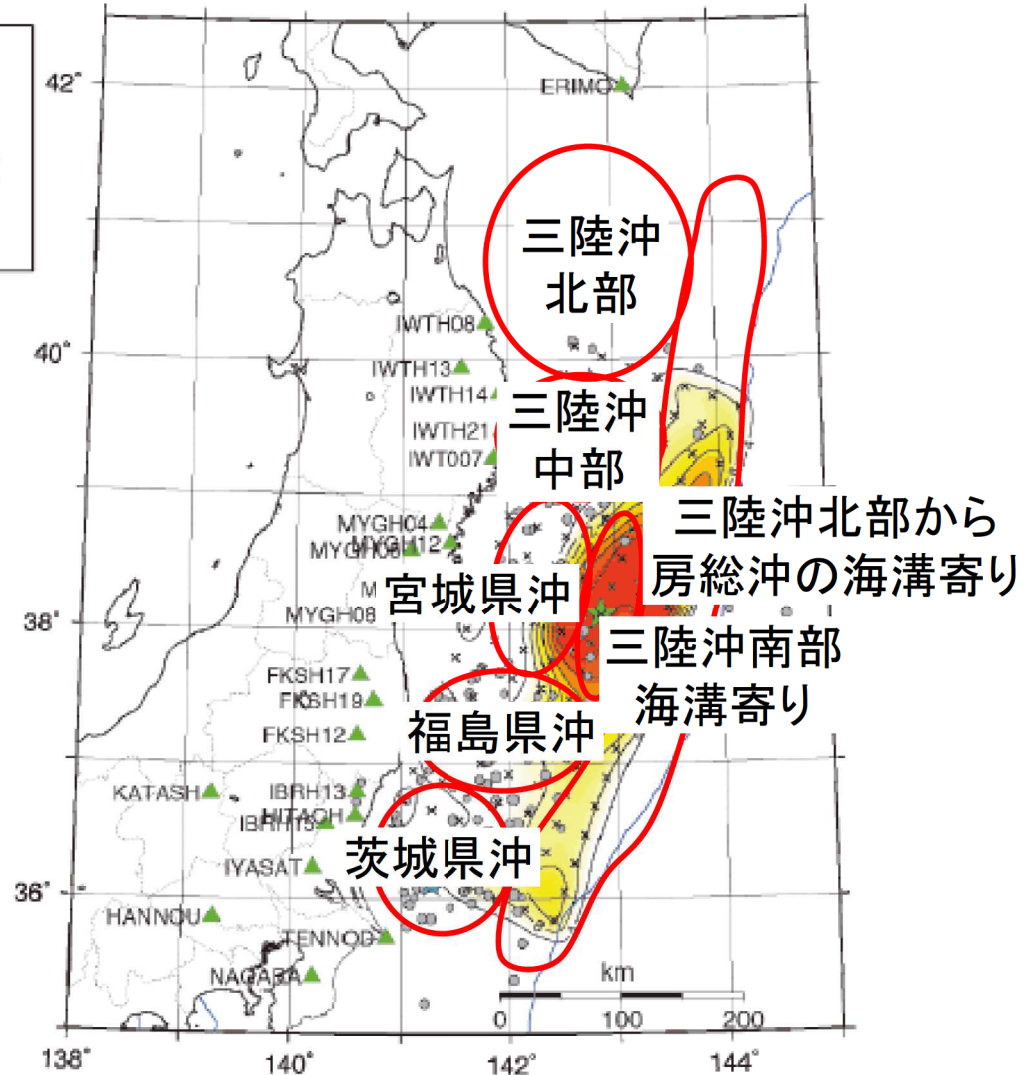 42°
ERIMO
三陸沖
北部
IWTH08
40°
IWTH13
IWTH14
三陸沖
中部
IWTH21
IWT007
三陸沖北部から
房総沖の海溝寄り
MYGH04
MYGH12
MYGH06
宮城県沖
MYGH08
38°
三陸沖南部
海溝寄り
FKSH17
FKSH19
FKSH12
福島県沖
KATASH
IBRH13
HITACH
IBRH15
茨城県沖
IYASAT
36°
HANNOU
TENNOD
NAGARA
km
0 100 200
138° 140° 142° 144°